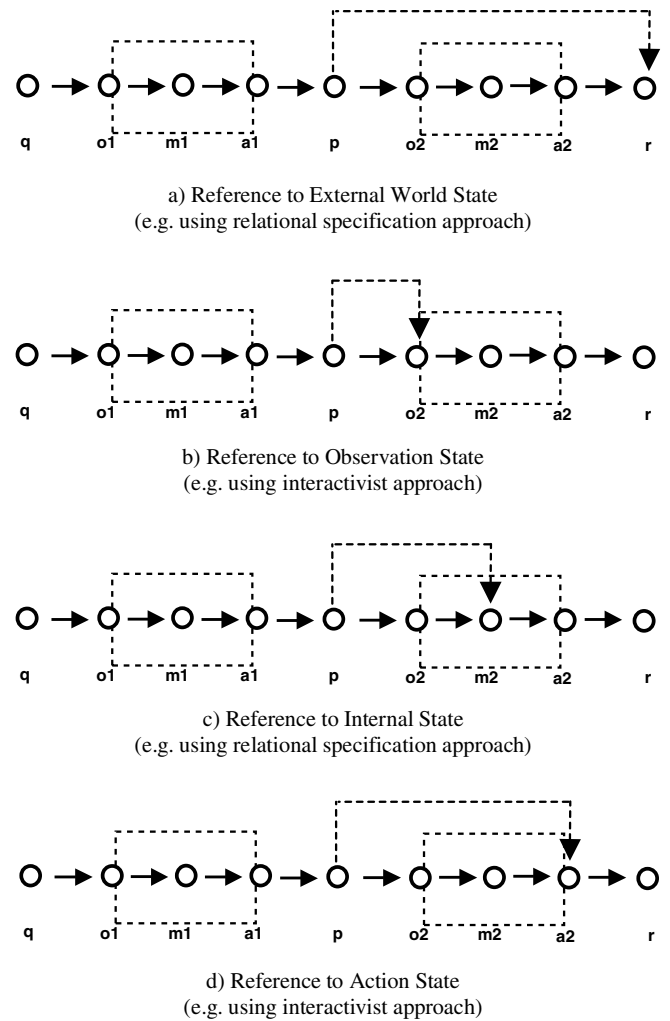 q o1 m1 a1 p o2 m2 a2 r
a) Reference to External World State
(e.g. using relational specification approach)
q o1 m1 a1 p o2 m2 a2 r
b) Reference to Observation State
(e.g. using interactivist approach)
q o1 m1 a1 p o2 m2 a2 r
c) Reference to Internal State
(e.g. using relational specification approach)
q o1 m1 a1 p o2 m2 a2 r
d) Reference to Action State
(e.g. using interactivist approach)